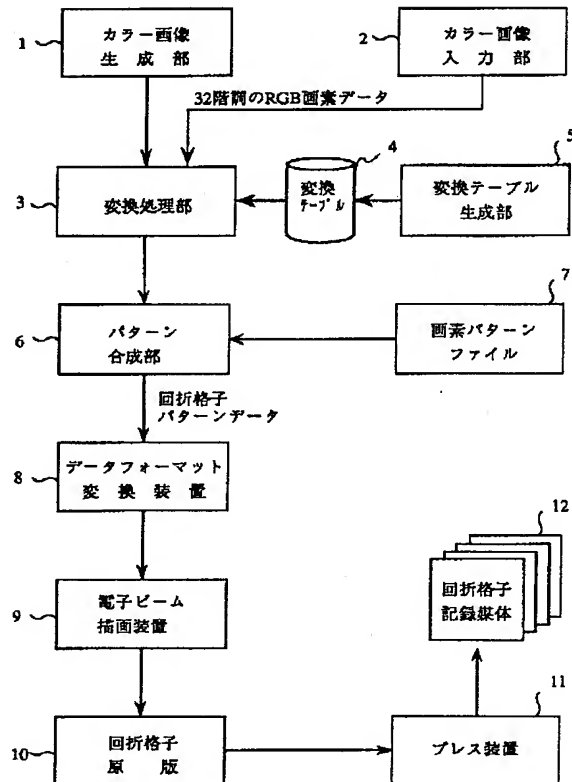 1
カラー画像
生成部
2
カラー画像
入力部
32階調のRGB画素データ
3
変換処理部
4
変換
テーブル
5
変換テーブル
生成部
6
パターン
合成部
7
画素パターン
ファイル
回折格子
パターンデータ
8
データフォーマット
変換装置
9
電子ビーム
描画装置
10
回折格子
原版
11
プレス装置
12
回折格子
記録媒体